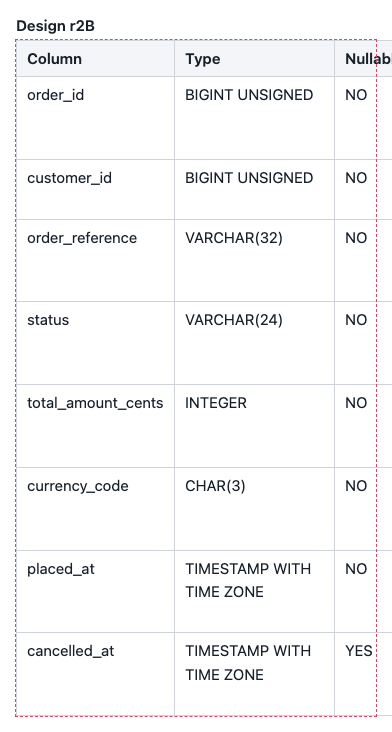 Design r2B
Column Type Nullab
order_id BIGINT UNSIGNED NO
customer_id BIGINT UNSIGNED NO
order_reference VARCHAR(32) NO
status VARCHAR(24) NO
total_amount_cents INTEGER NO
currency_code CHAR(3) NO
placed_at TIMESTAMP WITH NO
TIME ZONE
cancelled_at TIMESTAMP WITH YES
TIME ZONE